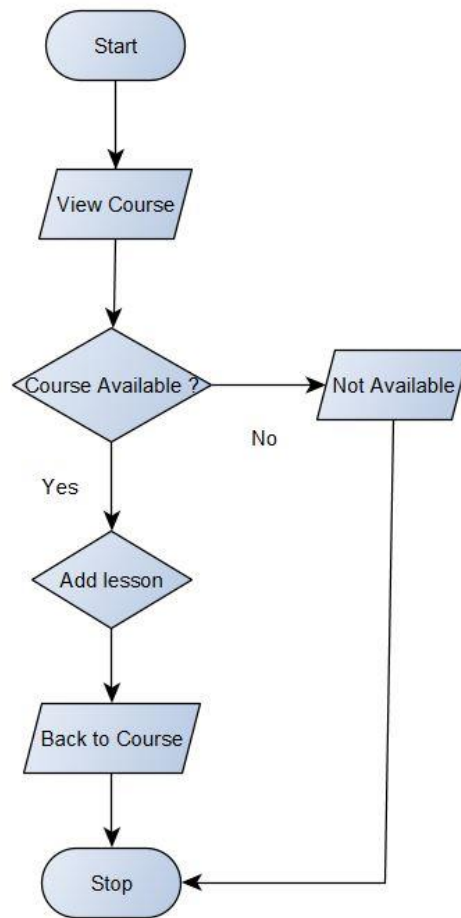 Start
View Course
Course Available ?
Not Available
No
Yes
Add lesson
Back to Course
Stop